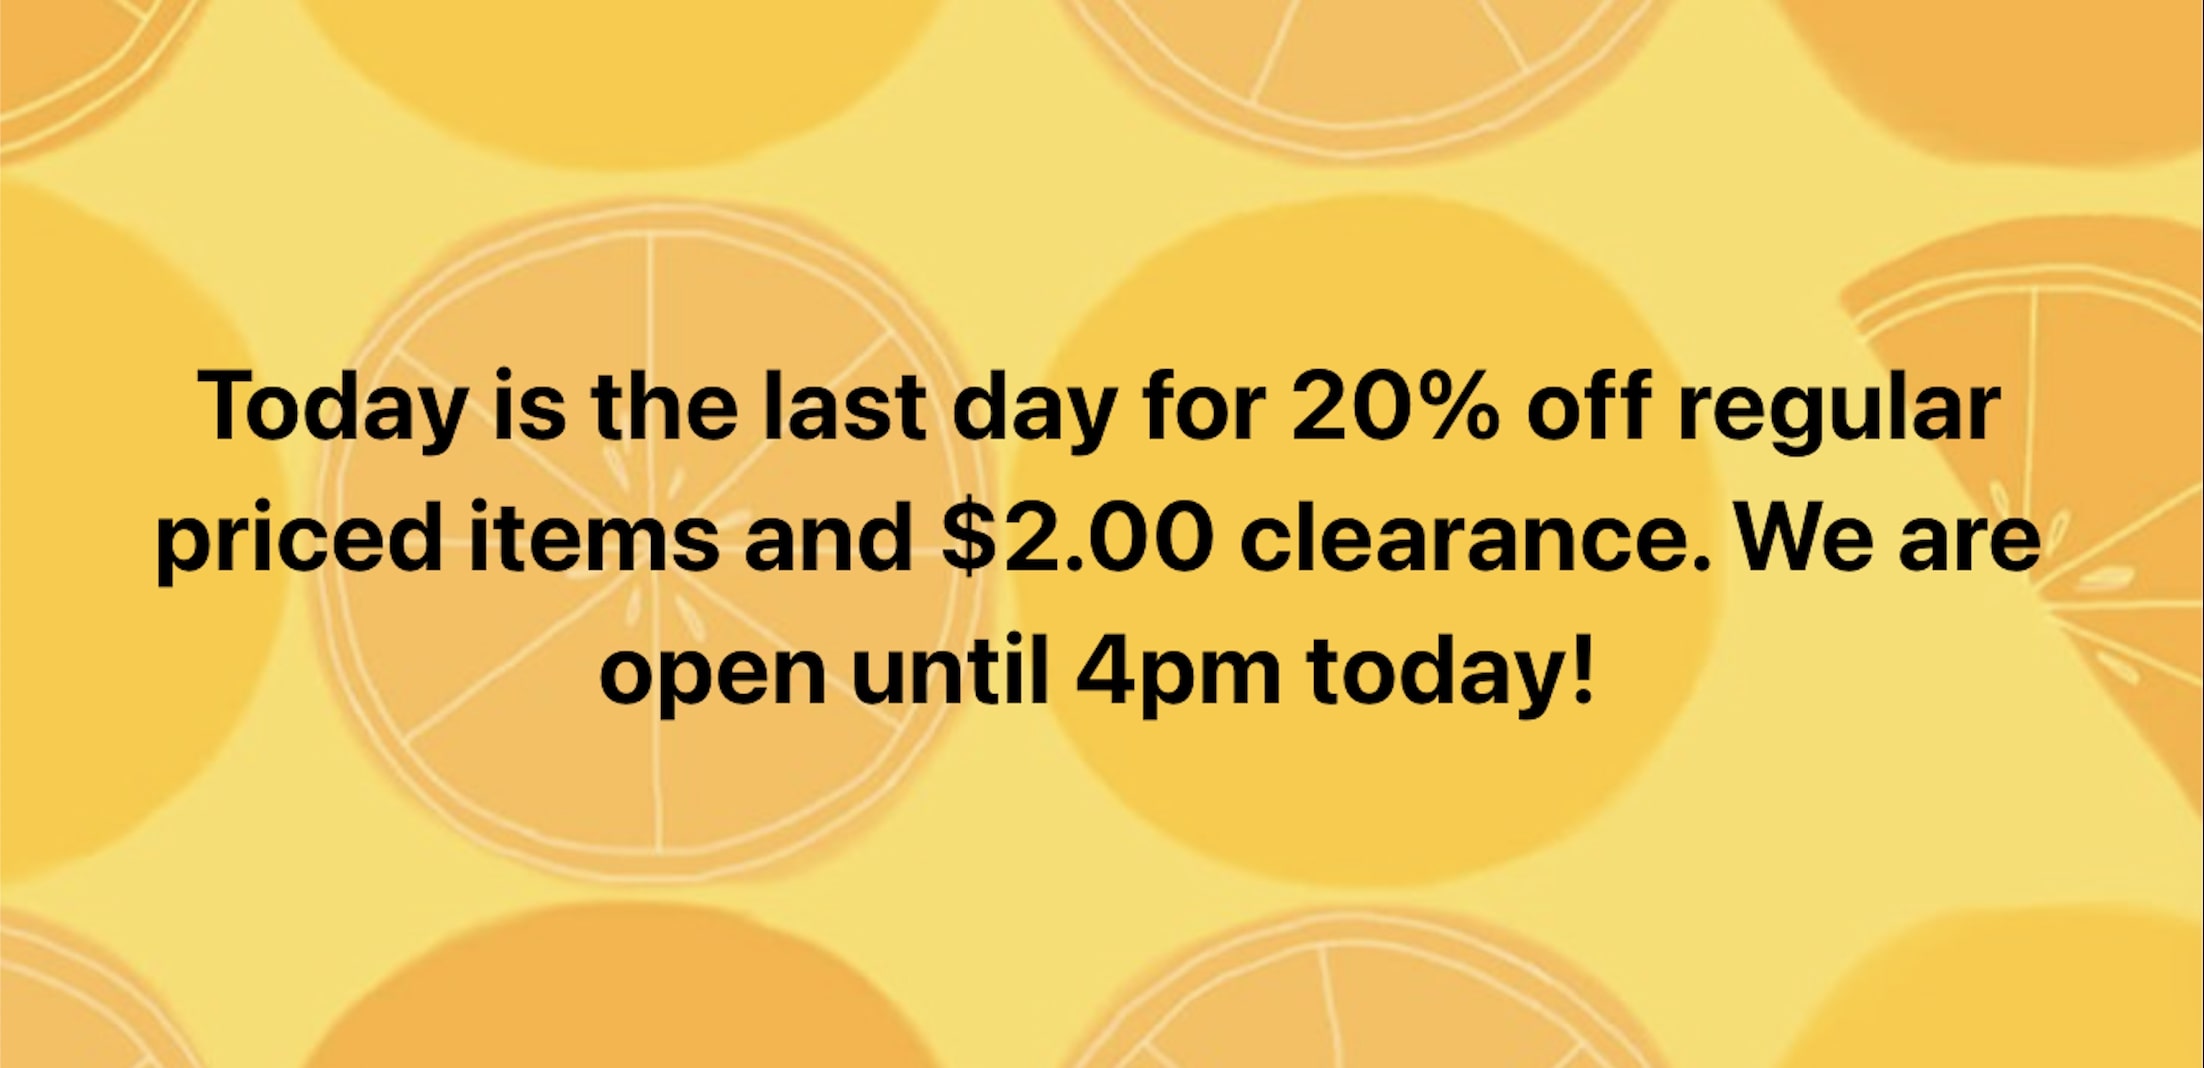 Today is the last day for 20% off regular
priced items and $2.00 clearance. We are
open until 4pm today!